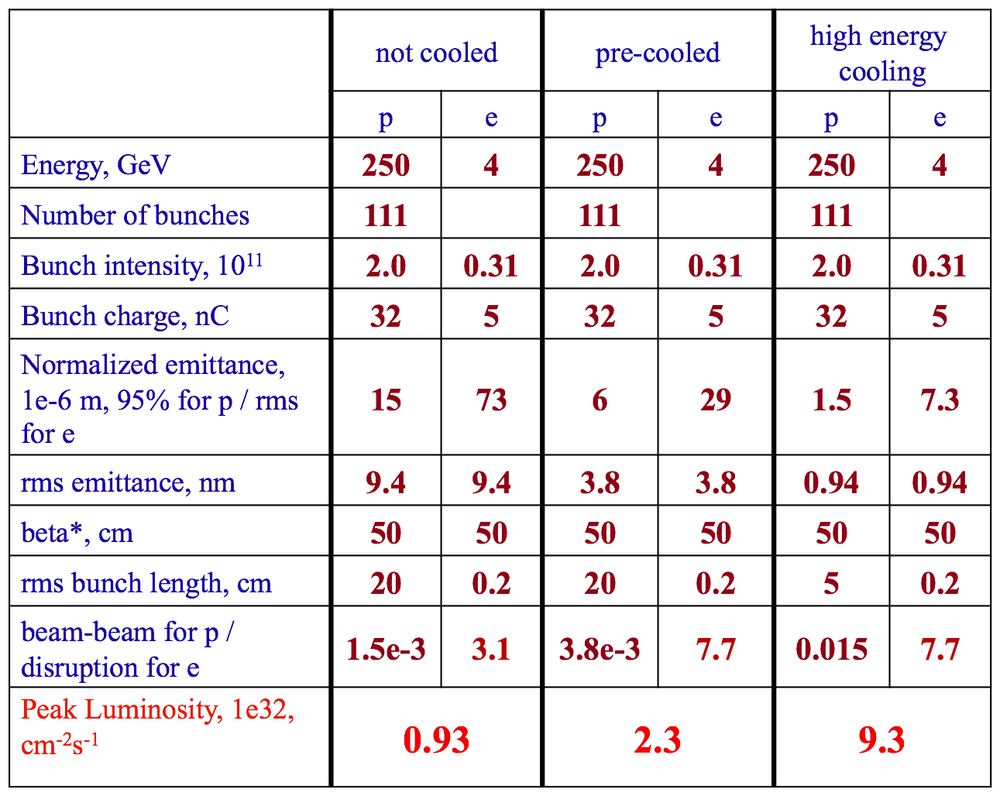 not cooled pre-cooled high energy
cooling
p e p e p e
Energy, GeV 250 4 250 4 250 4
Number of bunches 111 111 111
Bunch intensity, 10¹¹ 2.0 0.31 2.0 0.31 2.0 0.31
Bunch charge, nC 32 5 32 5 32 5
Normalized emittance,
1e-6 m, 95% for p / rms 15 73 6 29 1.5 7.3
for e
rms emittance, nm 9.4 9.4 3.8 3.8 0.94 0.94
beta*, cm 50 50 50 50 50 50
rms bunch length, cm 20 0.2 20 0.2 5 0.2
beam-beam for p /
disruption for e 1.5e-3 3.1 3.8e-3 7.7 0.015 7.7
Peak Luminosity, 1e32,
cm⁻²s⁻¹ 0.93 2.3 9.3